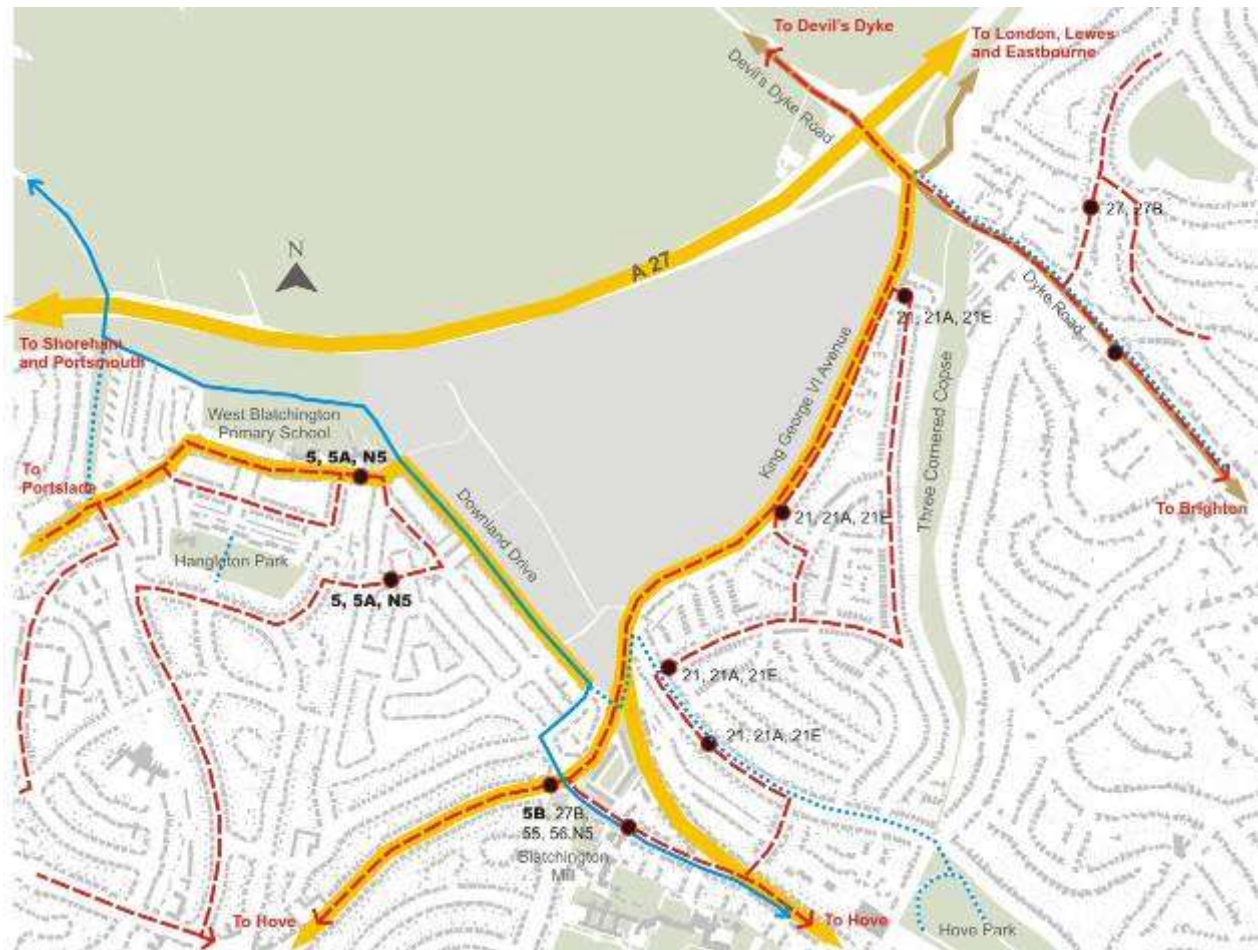 To Devil's Dyke
To London, Lewes
and Eastbourne
Devil's Dyke Road
27, 27B
N
A 27
21, 21A, 21E
Dyke Road
To Shoreham
and Portsmouth
King George VI Avenue
Three Cornered Copse
West Blatchington
Primary School
5, 5A, N5
To
Portslade
To Brighton
Downland Drive
21, 21A, 21E
Hangleton Park
5, 5A, N5
21, 21A, 21E
21, 21A, 21E
5B, 27B,
55, 56,N5
Blatchington
Mill
To Hove
To Hove
Hove Park